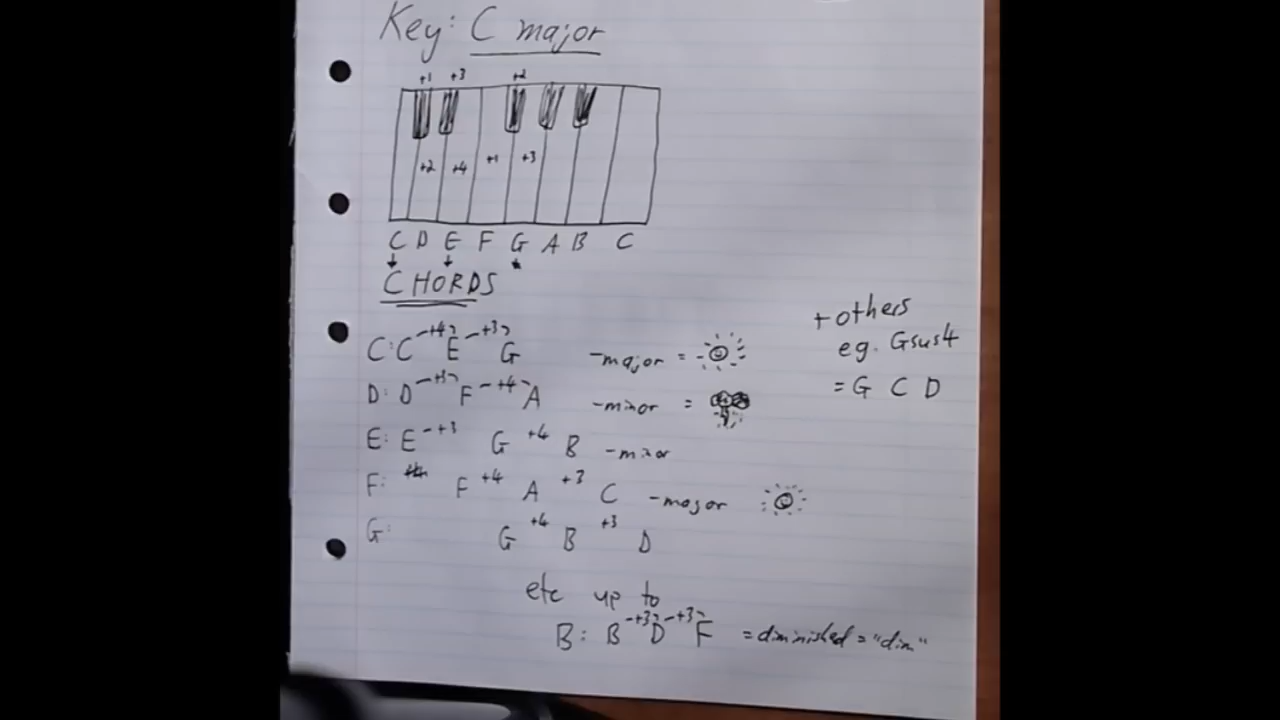 Key: C major
+1 +3 +2
+2 +4 +1 +3
C D E F G A B C
CHORDS
C: C +4 E +3 G - major =
D: D +3 F +4 A - minor =
E: E +3 G +4 B - minor
F: F +4 A +3 C - major
G: G +4 B +3 D
etc up to
B: B +3 D +3 F = diminished = "dim"
+ others
eg. Gsus4
= G C D